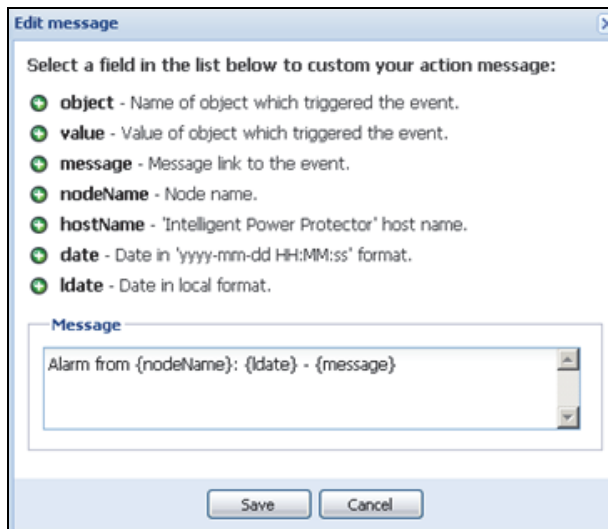 Edit message
Select a field in the list below to custom your action message:
object - Name of object which triggered the event.
value - Value of object which triggered the event.
message - Message link to the event.
nodeName - Node name.
hostName - 'Intelligent Power Protector' host name.
date - Date in 'yyyy-mm-dd HH:MM:ss' format.
ldate - Date in local format.
Message
Alarm from {nodeName}: {ldate} - {message}
Save Cancel